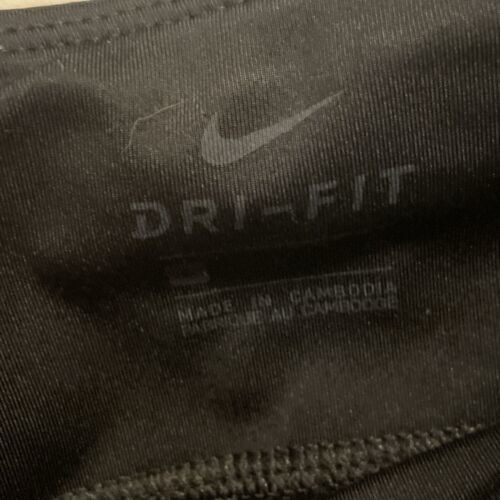 DRI-FIT
MADE IN CAMBODIA
FABRIQUÉ AU CAMBODGE